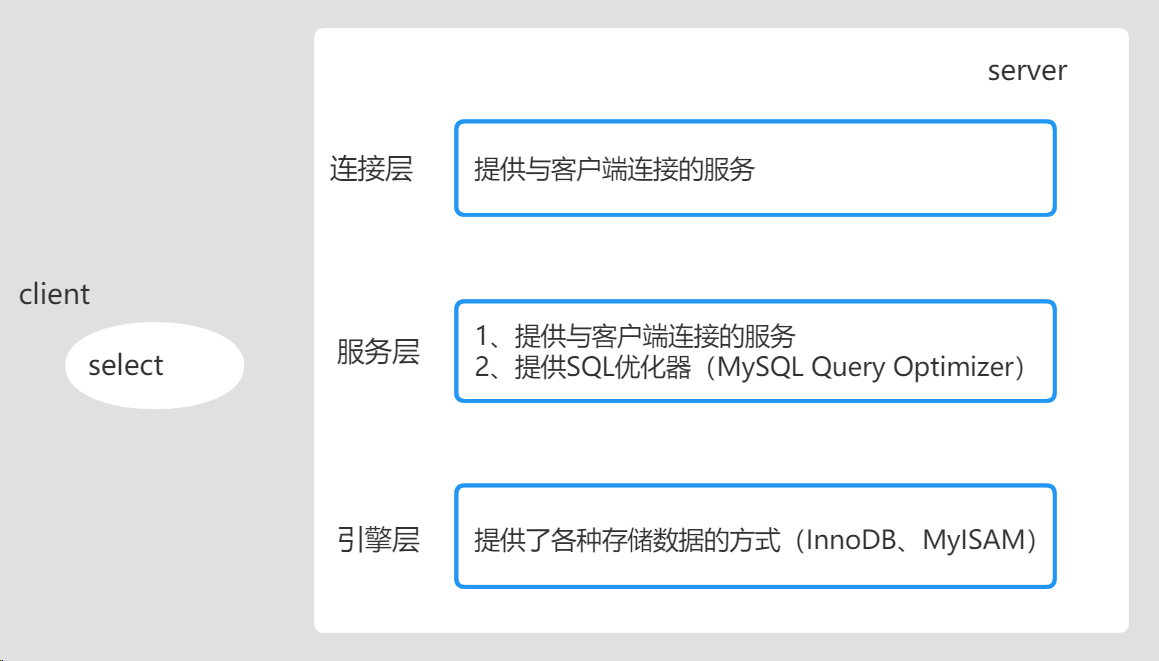 server
连接层
提供与客户端连接的服务
client
select
服务层
1、提供与客户端连接的服务
2、提供SQL优化器（MySQL Query Optimizer）
引擎层
提供了各种存储数据的方式（InnoDB、MyISAM）